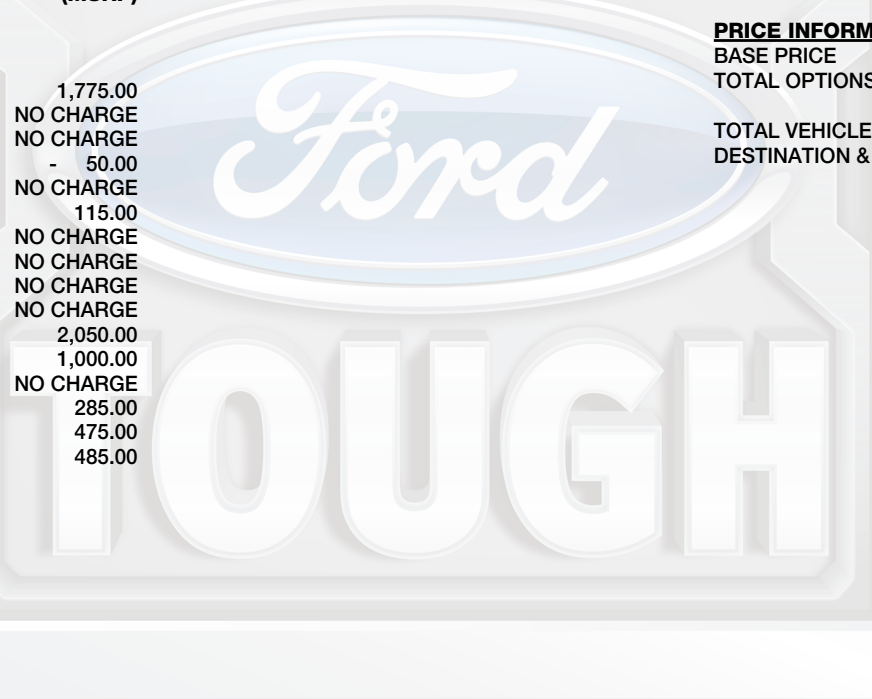 (MSRP)
1,775.00
NO CHARGE
NO CHARGE
- 50.00
NO CHARGE
115.00
NO CHARGE
NO CHARGE
NO CHARGE
NO CHARGE
2,050.00
1,000.00
NO CHARGE
285.00
475.00
485.00
PRICE INFORM
BASE PRICE
TOTAL OPTIONS
TOTAL VEHICLE
DESTINATION &
Ford
TOUGH